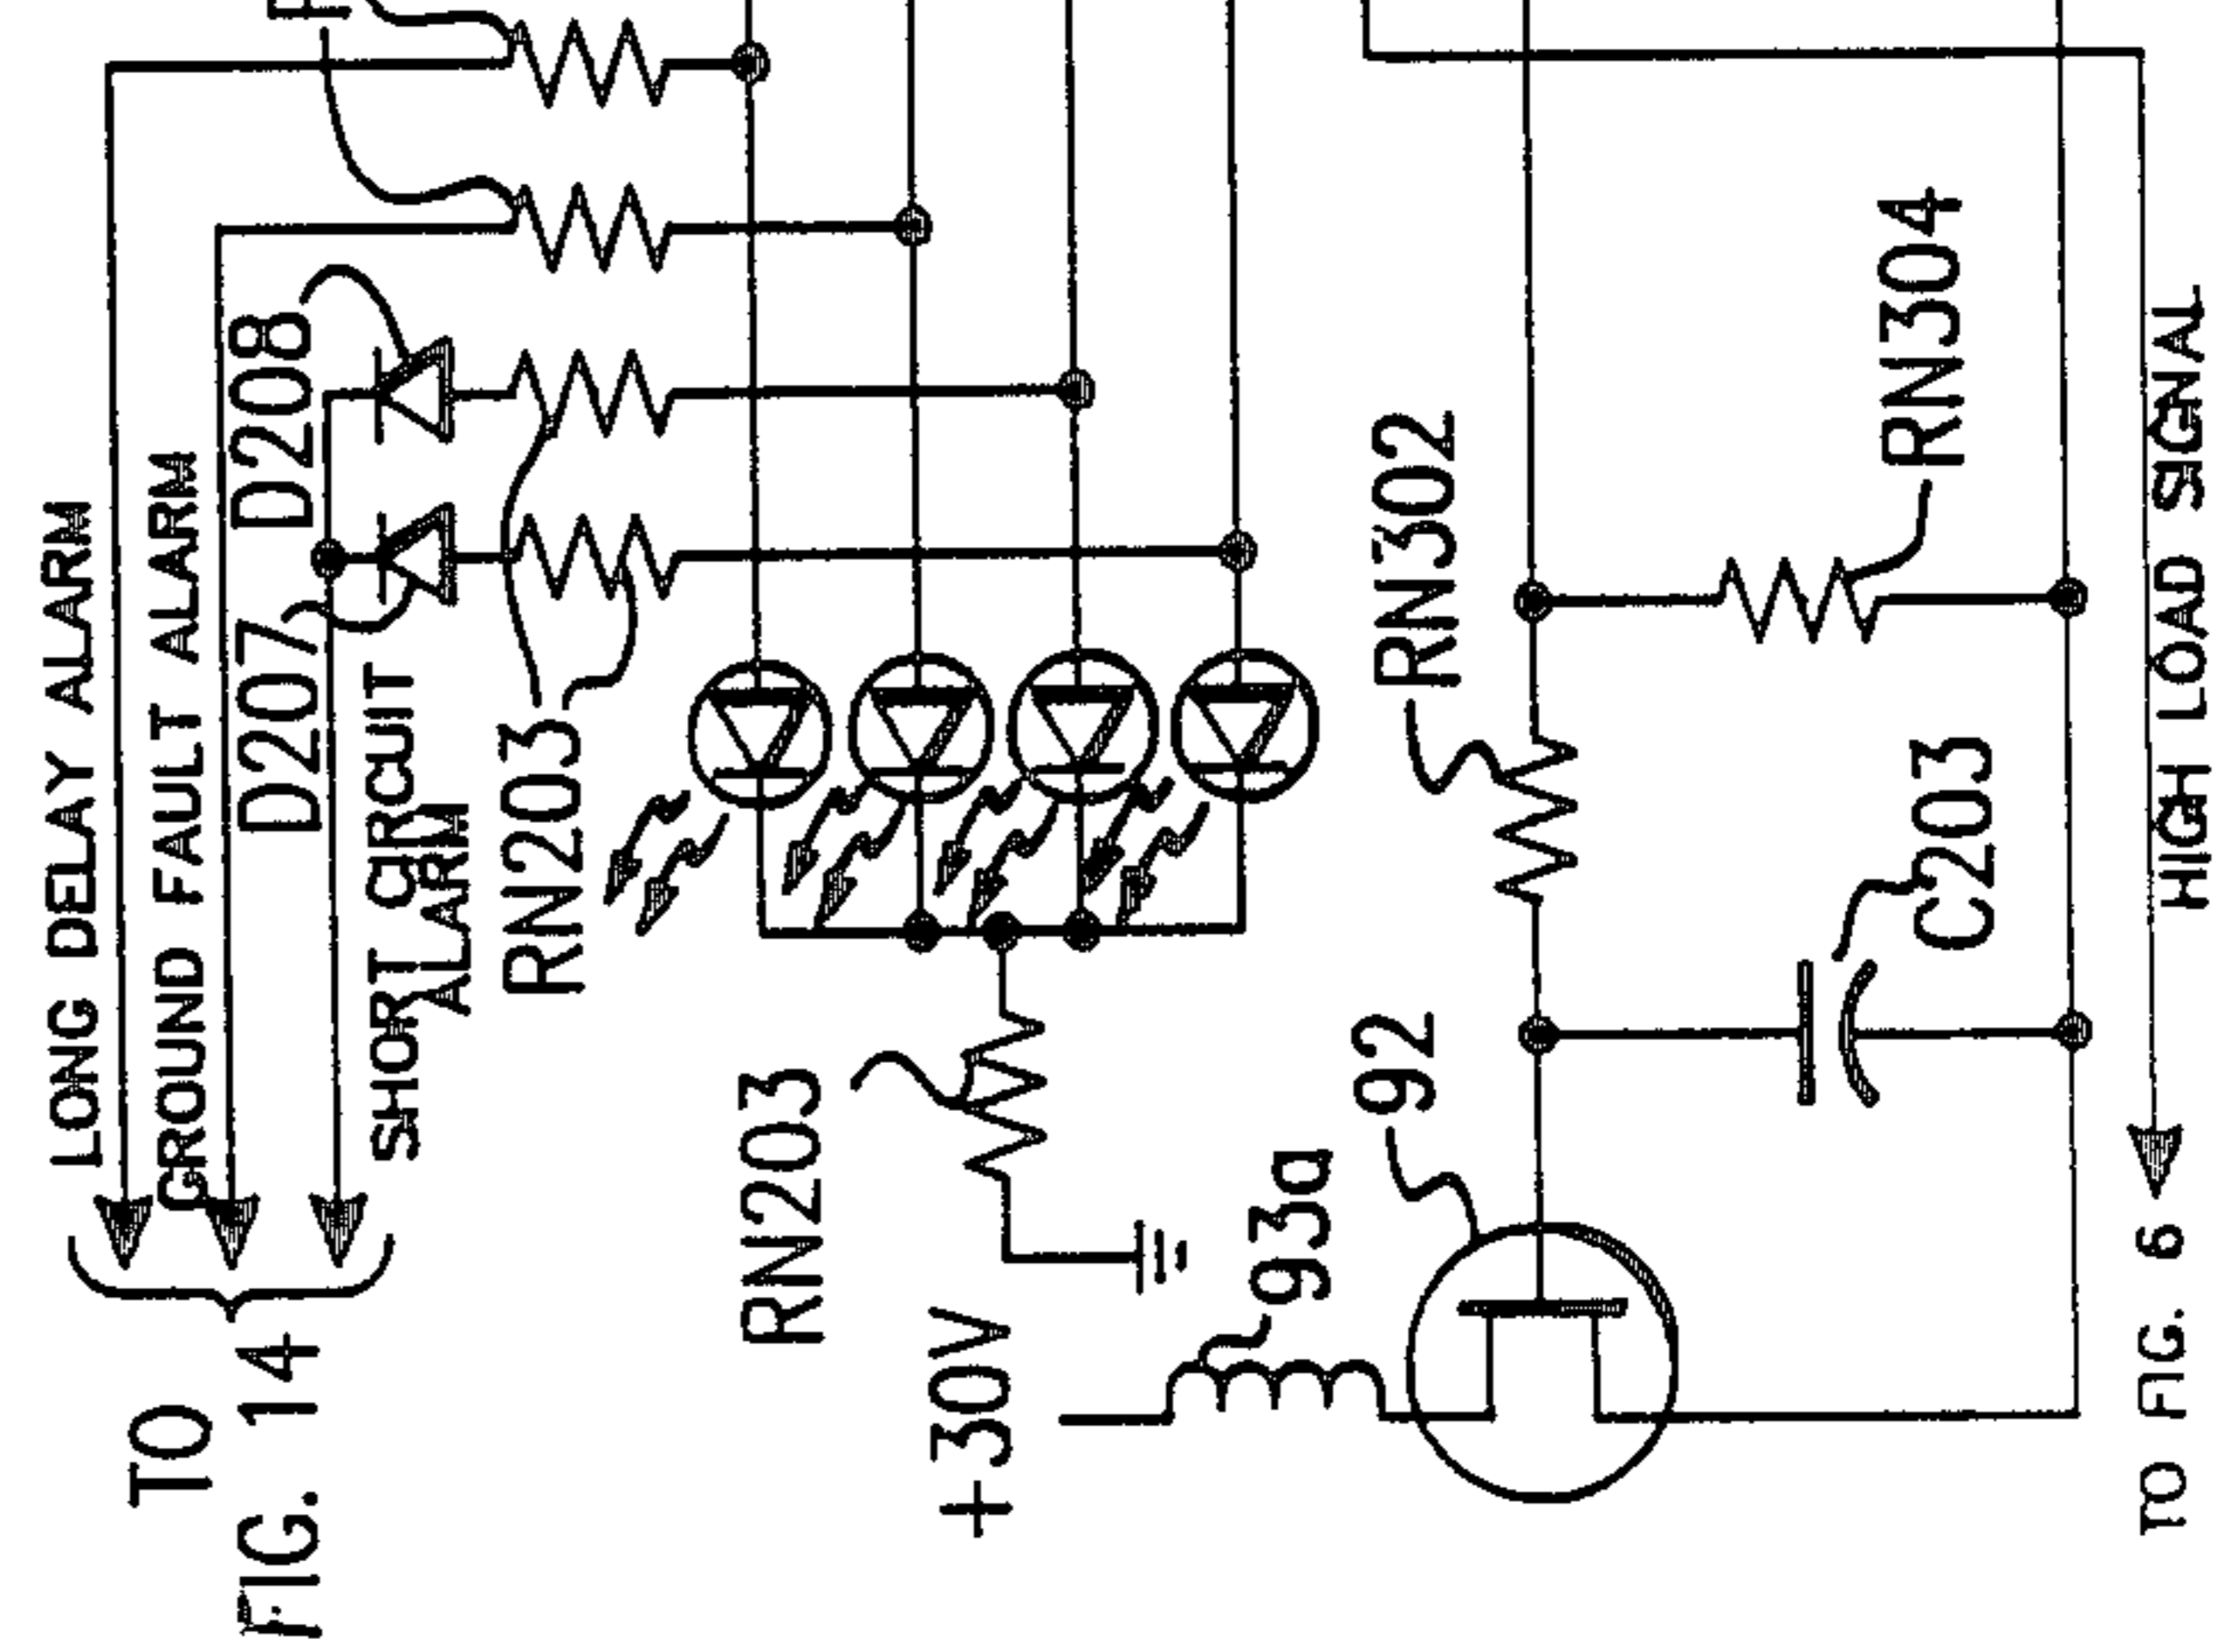 LONG DELAY ALARM
GROUND FAULT ALARM
SHORT CIRCUIT
ALARM
TO
FIG. 14
D208
D207
RN203
RN203
+30V
93a
92
RN302
C203
RN304
HIGH LOAD SIGNAL
TO FIG. 6